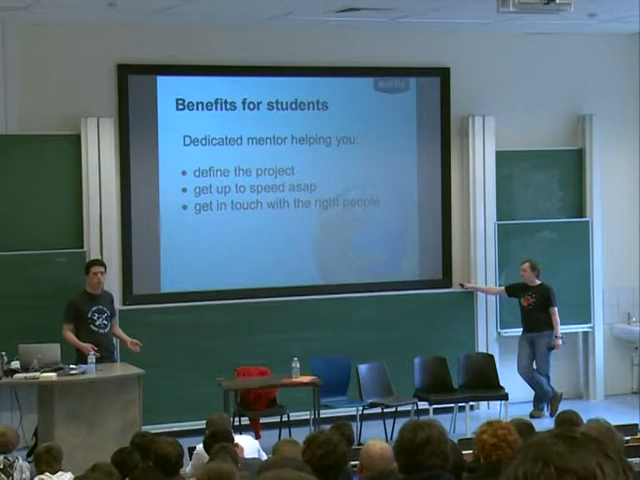 Benefits for students
Dedicated mentor helping you:
• define the project
• get up to speed asap
• get in touch with the right people